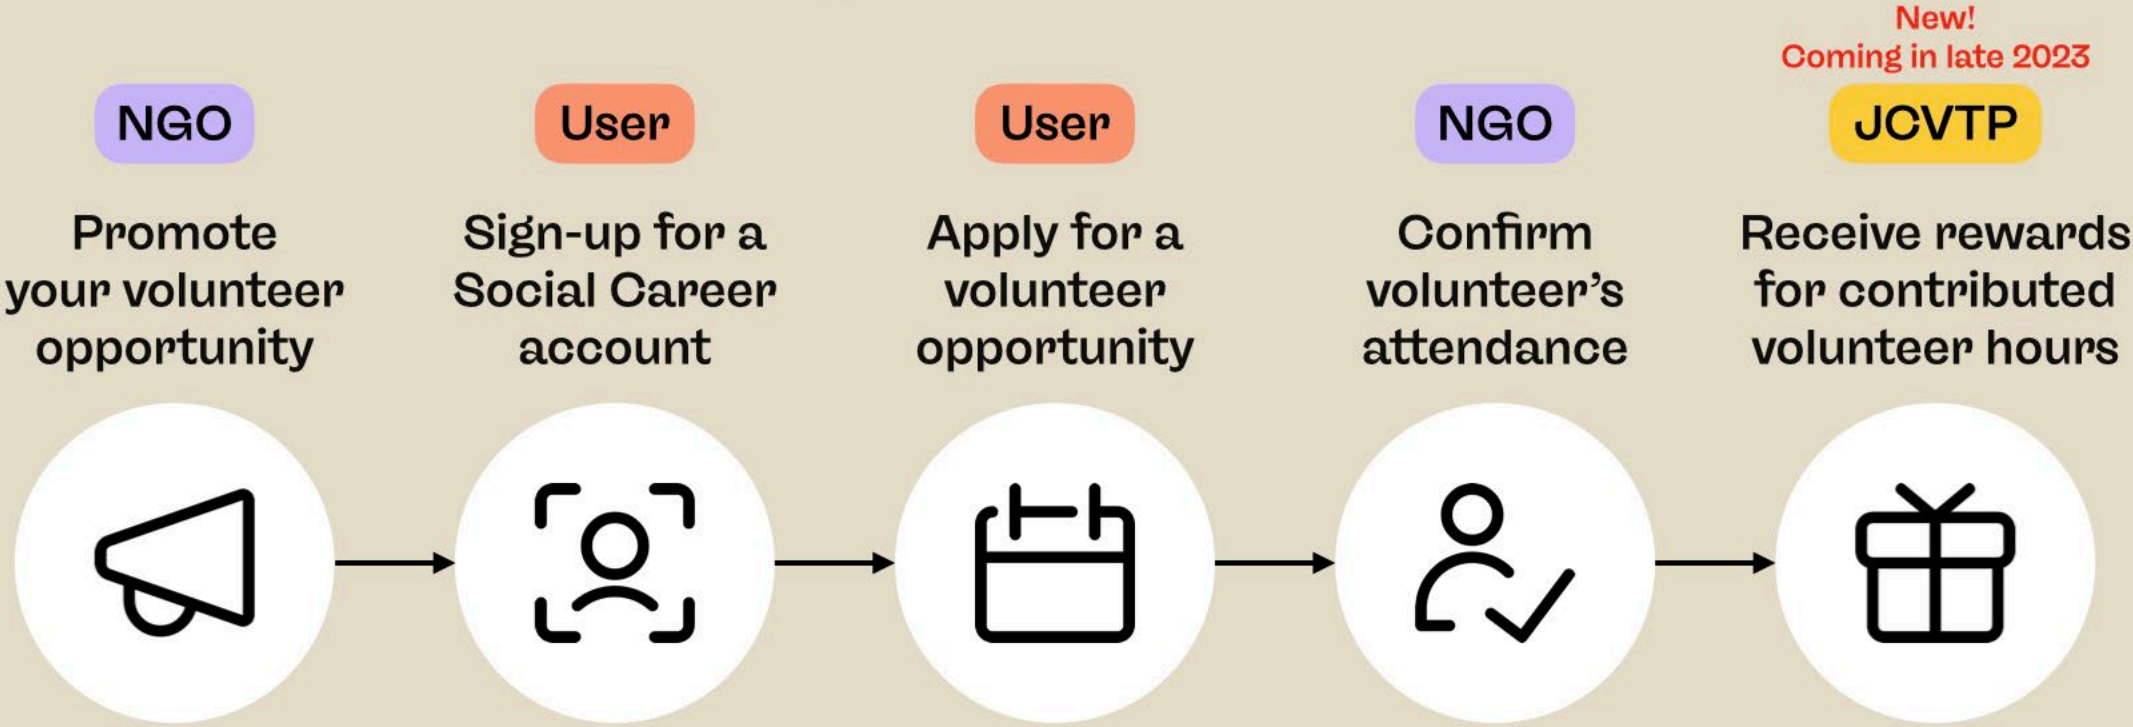 New!
Coming in late 2023
NGO
Promote
your volunteer
opportunity
User
Sign-up for a
Social Career
account
User
Apply for a
volunteer
opportunity
NGO
Confirm
volunteer’s
attendance
JCVTP
Receive rewards
for contributed
volunteer hours